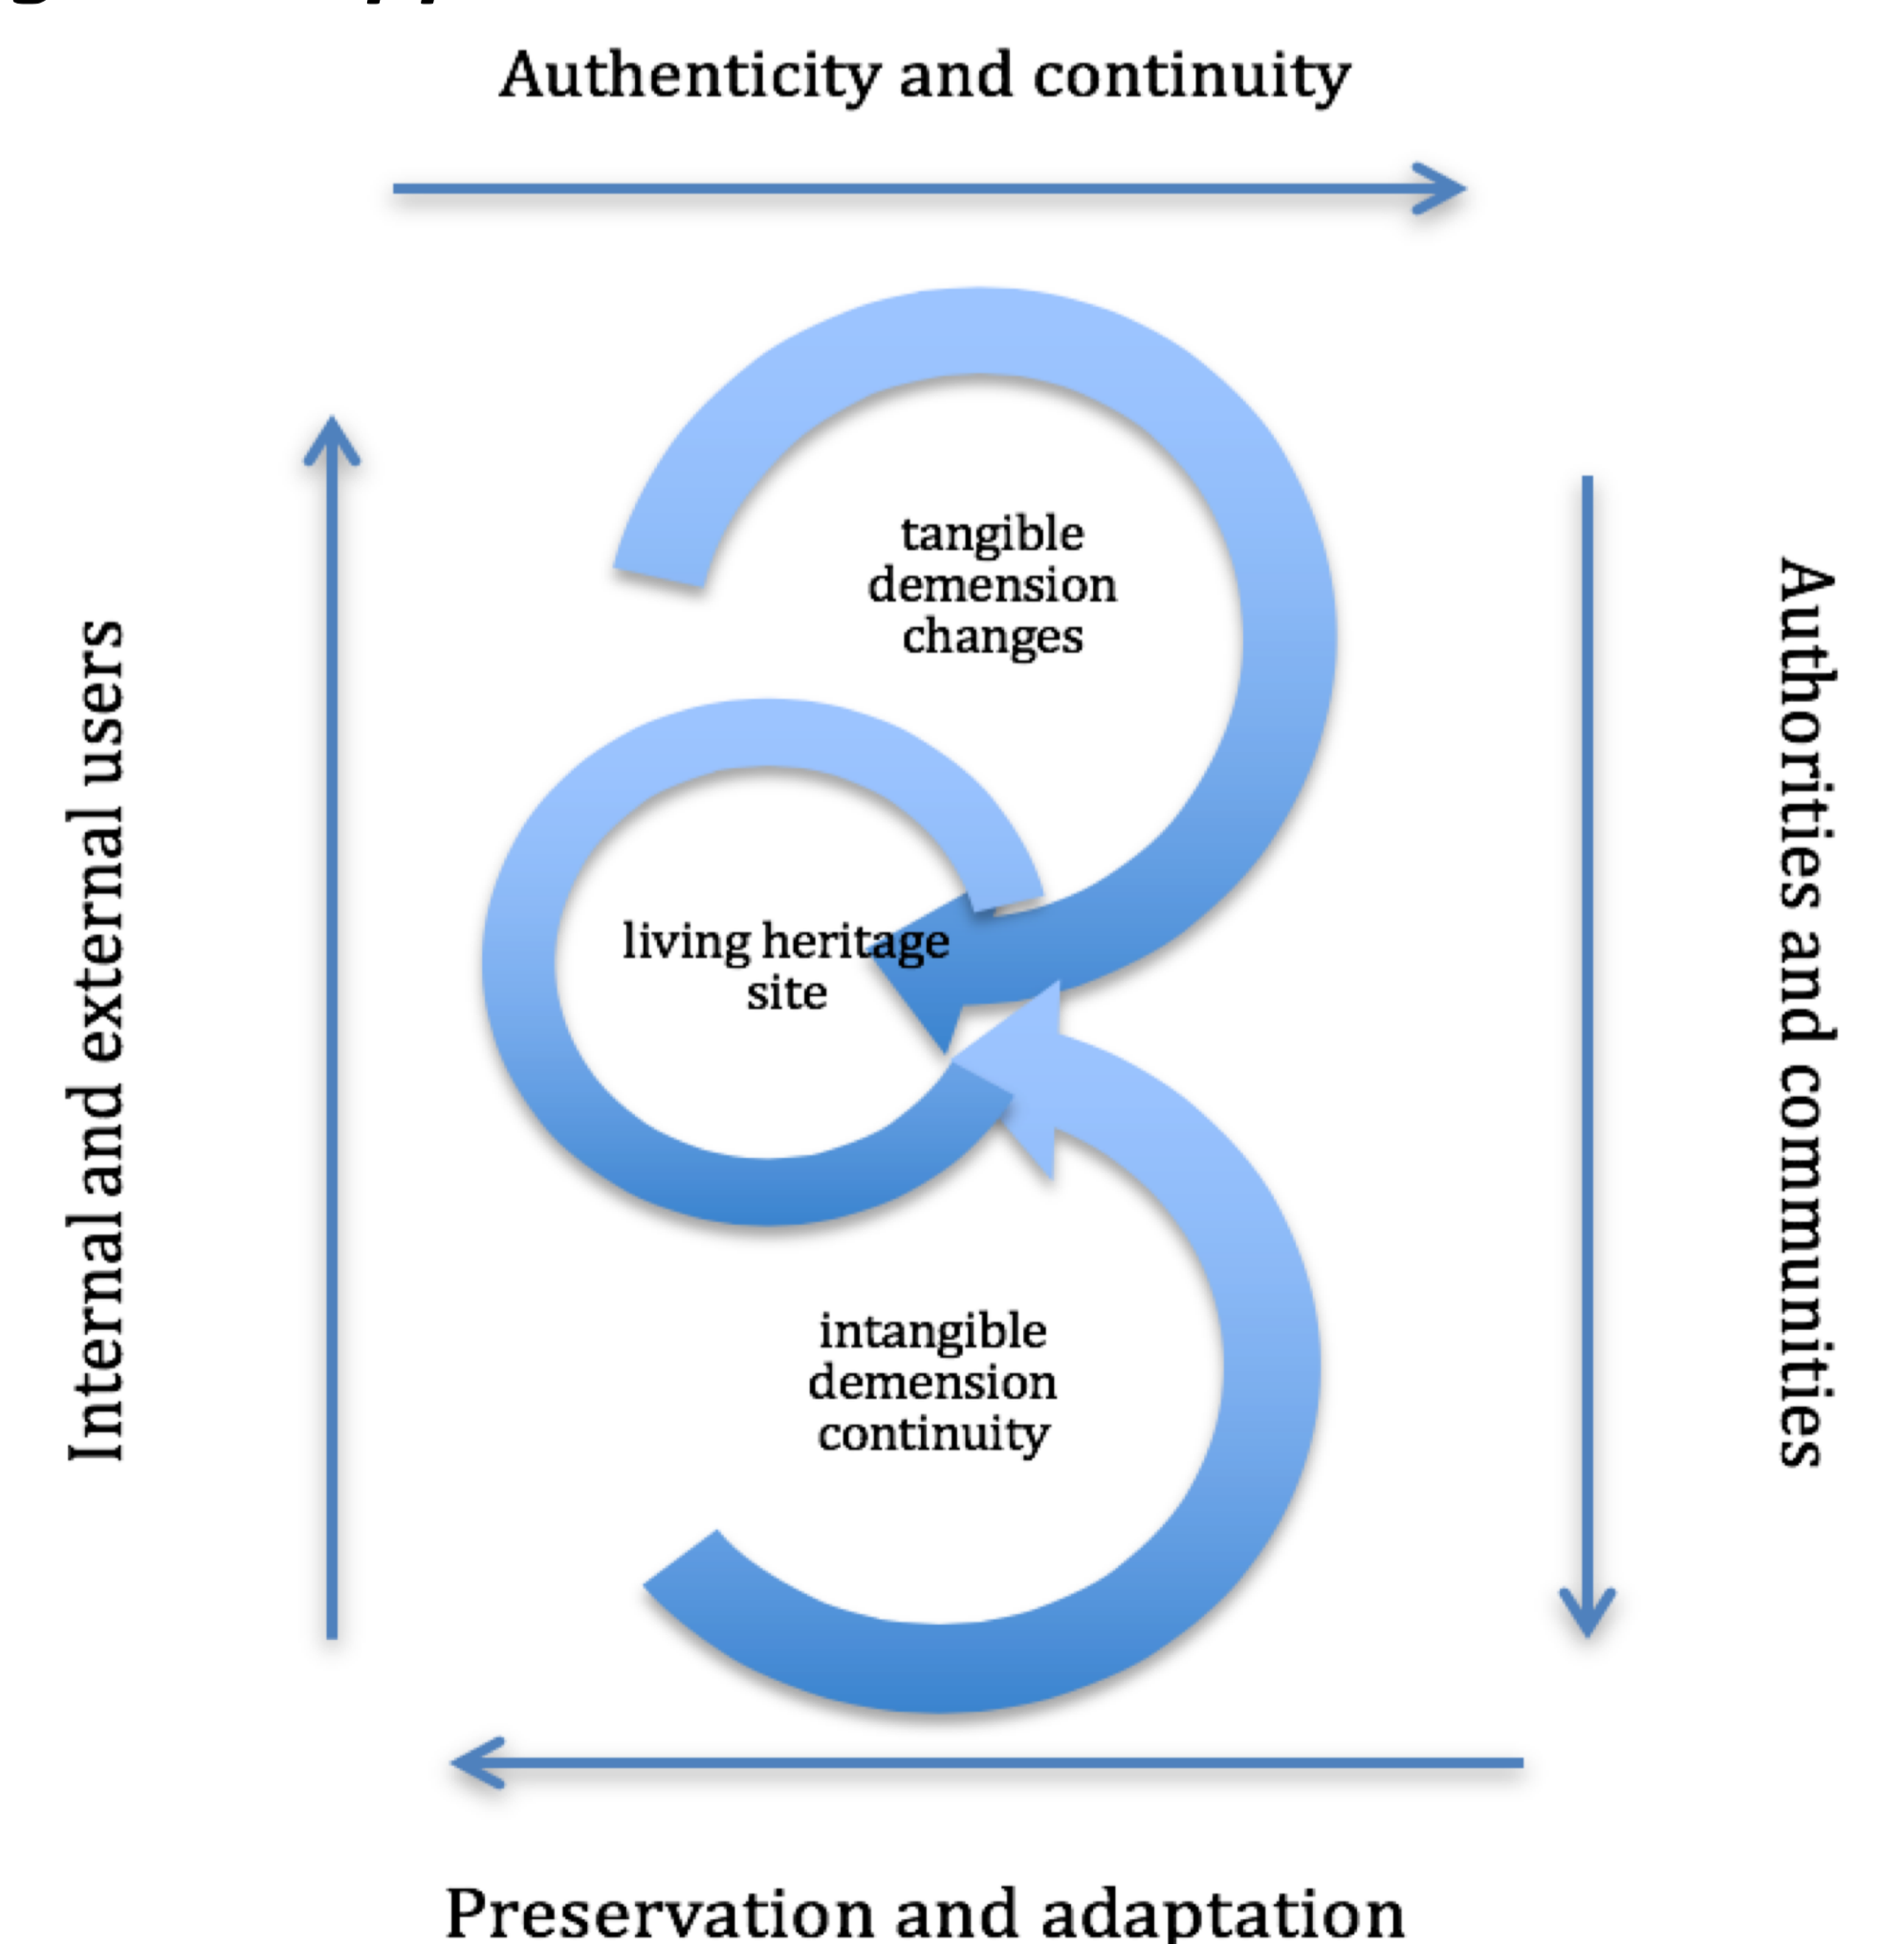 Authenticity and continuity
Internal and external users
tangible
demension
changes
living heritage
site
intangible
demension
continuity
Authorities and communities
Preservation and adaptation